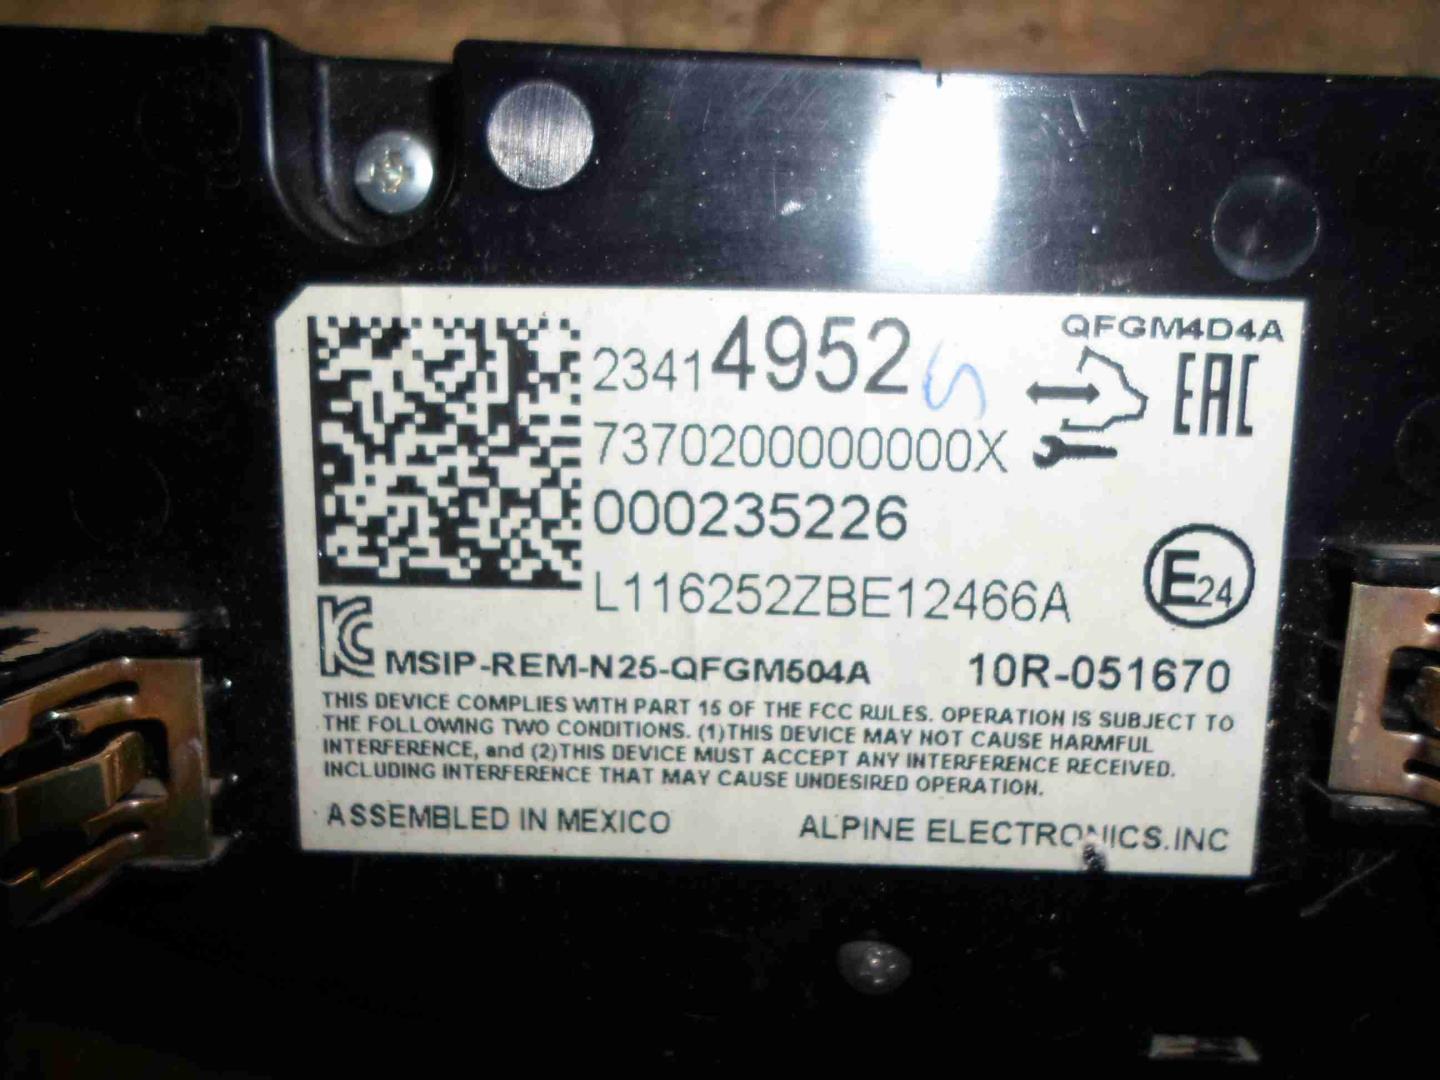 QFGM4D4A
23414952 S
EAC
7370200000000X
000235226
E24
L116252ZBE12466A
KC MSIP-REM-N25-QFGM504A 10R-051670
THIS DEVICE COMPLIES WITH PART 15 OF THE FCC RULES. OPERATION IS SUBJECT TO
THE FOLLOWING TWO CONDITIONS. (1)THIS DEVICE MAY NOT CAUSE HARMFUL
INTERFERENCE, and (2)THIS DEVICE MUST ACCEPT ANY INTERFERENCE RECEIVED.
INCLUDING INTERFERENCE THAT MAY CAUSE UNDESIRED OPERATION.
ASSEMBLED IN MEXICO ALPINE ELECTRONICS.INC